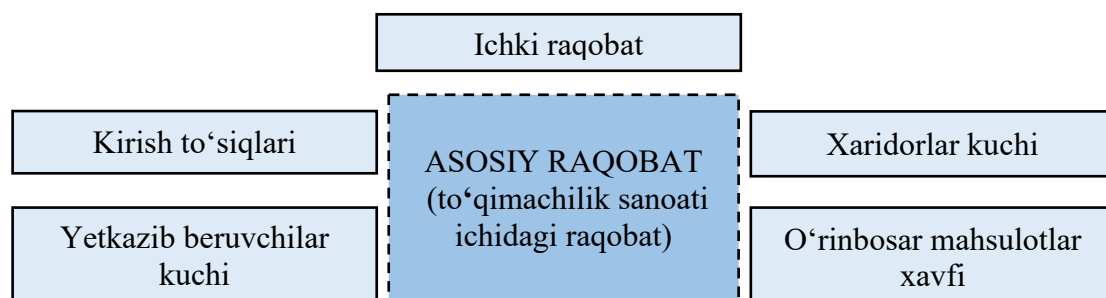 Ichki raqobat
Kirish to‘siqlari
ASOSIY RAQOBAT
(to‘qimachilik sanoati
ichidagi raqobat)
Xaridorlar kuchi
Yetkazib beruvchilar
kuchi
O‘rinbosar mahsulotlar
xavfi